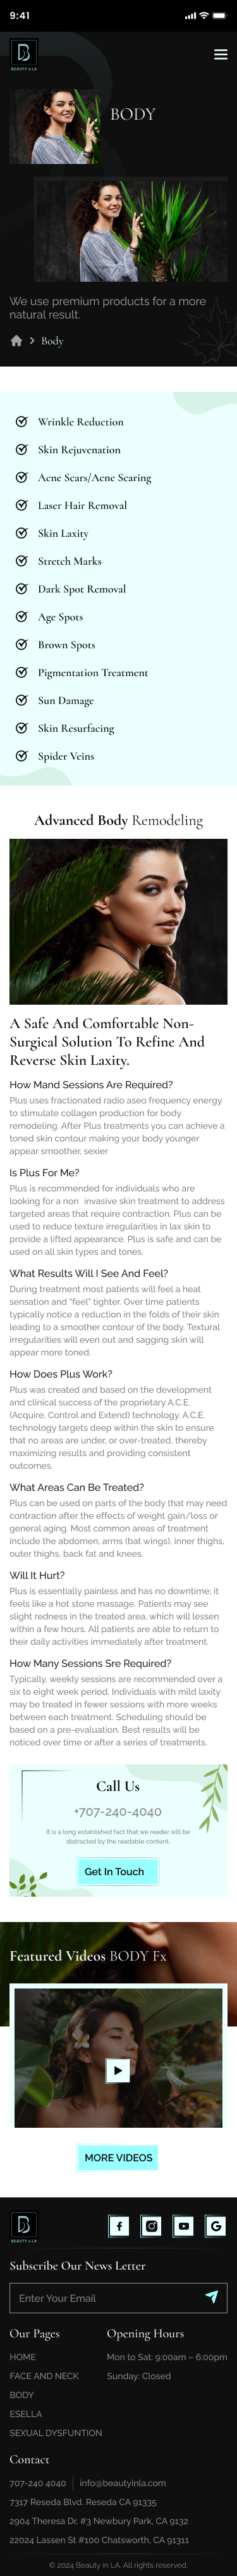 9:41
B
BEAUTY in LA
BODY
We use premium products for a more
natural result.
Body
Wrinkle Reduction
Skin Rejuvenation
Acne Scars/Acne Scaring
Laser Hair Removal
Skin Laxity
Stretch Marks
Dark Spot Removal
Age Spots
Brown Spots
Pigmentation Treatment
Sun Damage
Skin Resurfacing
Spider Veins
Advanced Body Remodeling
A Safe And Comfortable Non-
Surgical Solution To Refine And
Reverse Skin Laxity.
How Mand Sessions Are Required?
Plus uses fractionated radio aseo frequency energy
to stimulate collagen production for body
remodeling. After Plus treatments you can achieve a
toned skin contour making your body younger
appear smoother, sexier
Is Plus For Me?
Plus is recommended for individuals who are
looking for a non  invasive skin treatment to address
targeted areas that require contraction. Plus can be
used to reduce texture irregularities in lax skin to
provide a lifted appearance. Plus is safe and can be
used on all skin types and tones.
What Results Will I See And Feel?
During treatment most patients will feel a heat
sensation and "feel" tighter. Over time patients
typically notice a reduction in the folds of their skin
leading to a smoother contour of the body. Textural
irregularities will even out and sagging skin will
appear more toned.
How Does Plus Work?
Plus was created and based on the development
and clinical success of the proprietary A.C.E.
(Acquire, Control and Extend) technology. A.C.E.
technology targets deep within the skin to ensure
that no areas are under, or over-treated, thereby
maximizing results and providing consistent
outcomes.
What Areas Can Be Treated?
Plus can be used on parts of the body that may need
contraction after the effects of weight gain/loss or
general aging. Most common areas of treatment
include the abdomen, arms (bat wings), inner thighs,
outer thighs, back fat and knees.
Will It Hurt?
Plus is essentially painless and has no downtime; it
feels like a hot stone massage. Patients may see
slight redness in the treated area, which will lessen
within a few hours. All patients are able to return to
their daily activities immediately after treatment.
How Many Sessions Sre Required?
Typically, weekly sessions are recommended over a
six to eight week period. Individuals with mild laxity
may be treated in fewer sessions with more weeks
between each treatment. Scheduling should be
based on a pre-evaluation. Best results will be
noticed over time or after a series of treatments.
Call Us
+707-240-4040
It is a long established fact that we reader will be
distracted by the readable content.
Get In Touch
Featured Videos BODY Fx
MORE VIDEOS
B
BEAUTY in LA
Subscribe Our News Letter
Enter Your Email
Our Pages
HOME
FACE AND NECK
BODY
ESELLA
SEXUAL DYSFUNTION
Opening Hours
Mon to Sat: 9:00am – 6:00pm
Sunday: Closed
Contact
707-240 4040 | info@beautyinla.com
7317 Reseda Blvd. Reseda CA 91335
2904 Theresa Dr. #3 Newbury Park, CA 9132
22024 Lassen St #100 Chatsworth, CA 91311
© 2024 Beauty in LA. All rights reserved.